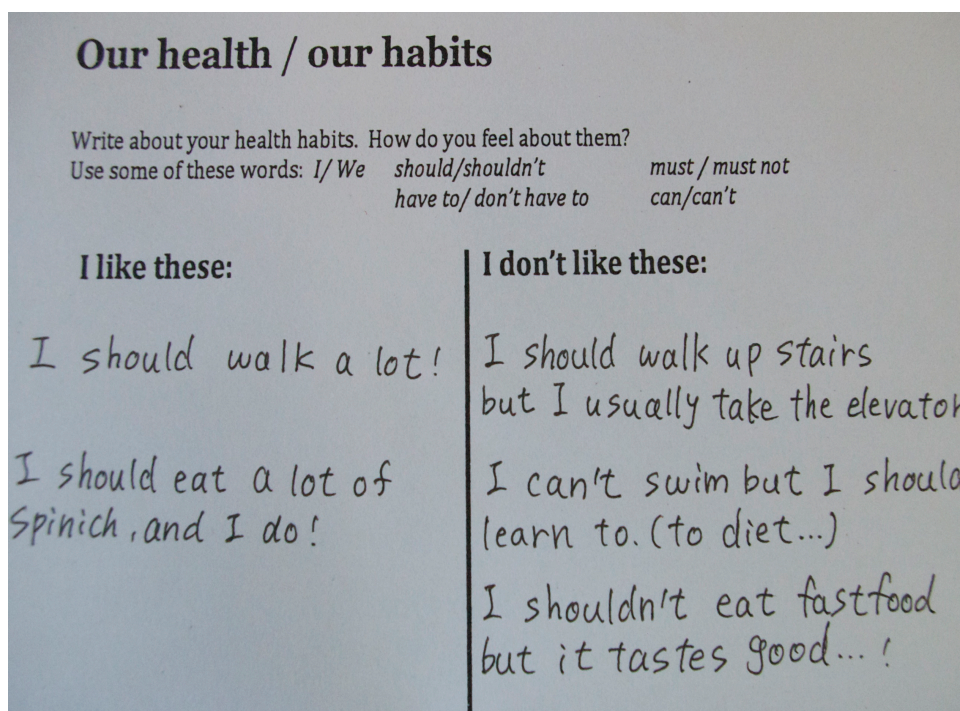 Our health / our habits
Write about your health habits. How do you feel about them?
Use some of these words: I/ We should/shouldn't must / must not
have to/ don't have to can/can't
I like these:
I should walk a lot!
I should eat a lot of
spinich, and I do!
I don't like these:
I should walk up stairs
but I usually take the elevator
I can't swim but I should
learn to. (to diet...)
I shouldn't eat fastfood
but it tastes good... !